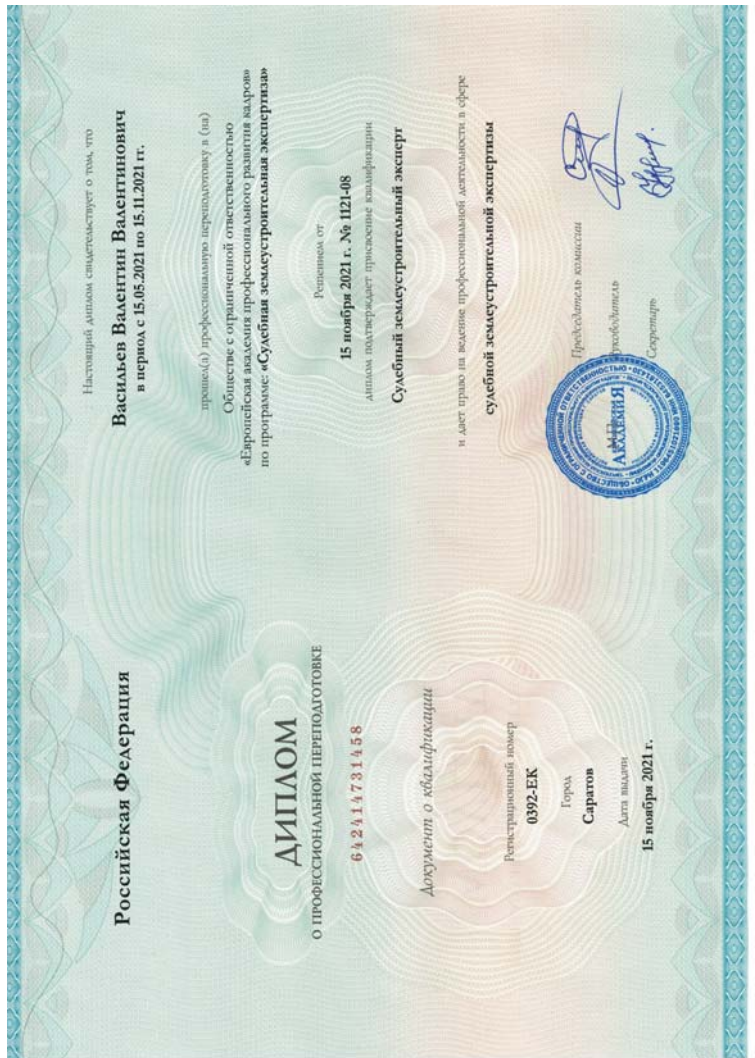 Российская Федерация
ДИПЛОМ
О ПРОФЕССИОНАЛЬНОЙ ПЕРЕПОДГОТОВКЕ
642414731458
Документ о квалификации
Регистрационный номер
0392-ЕК
Город
Саратов
Дата выдачи
15 ноября 2021 г.
Настоящий диплом свидетельствует о том, что
Васильев Валентин Валентинович
в период с 15.05.2021 по 15.11.2021 гг.
прошел(а) профессиональную переподготовку в (на)
Обществе с ограниченной ответственностью
«Европейская академия профессионального развития кадров»
по программе: «Судебная землеустроительная экспертиза»
Решением от
15 ноября 2021 г. № 1121-08
диплом подтверждает присвоение квалификации
Судебный землеустроительный эксперт
и дает право на ведение профессиональной деятельности в сфере
судебной землеустроительной экспертизы
Председатель комиссии
Руководитель
Секретарь
М.П.
АКАДЕМИЯ